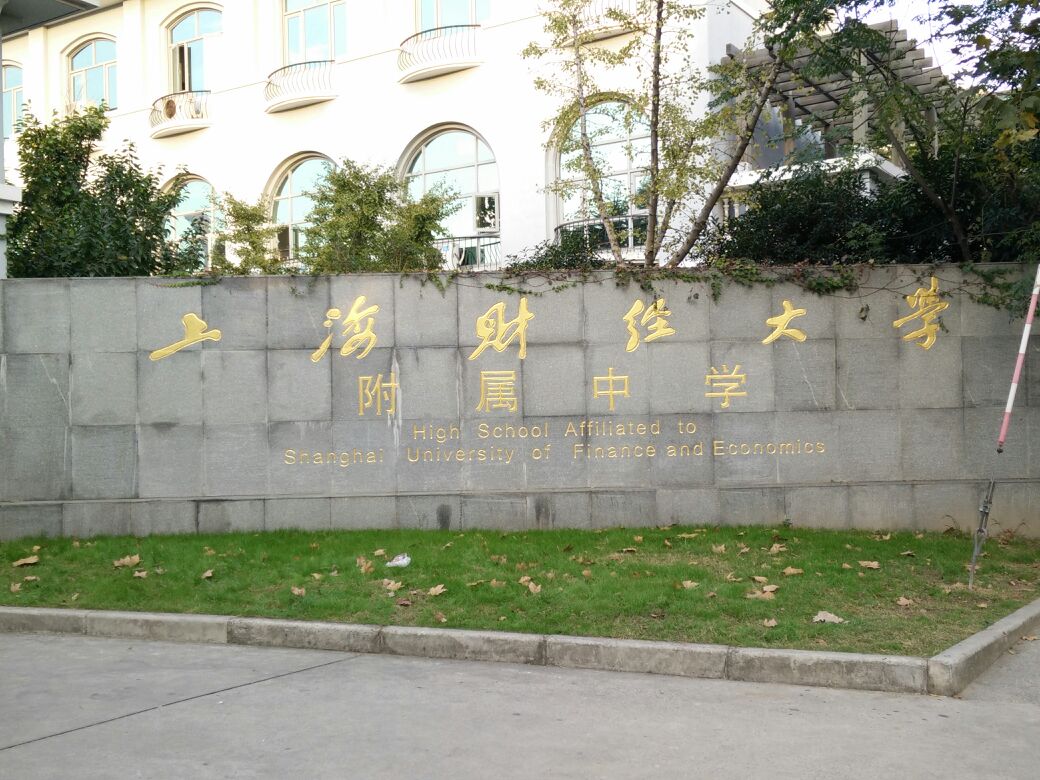 上海财经大学
附属中学
High School Affiliated to
Shanghai University of Finance and Economics